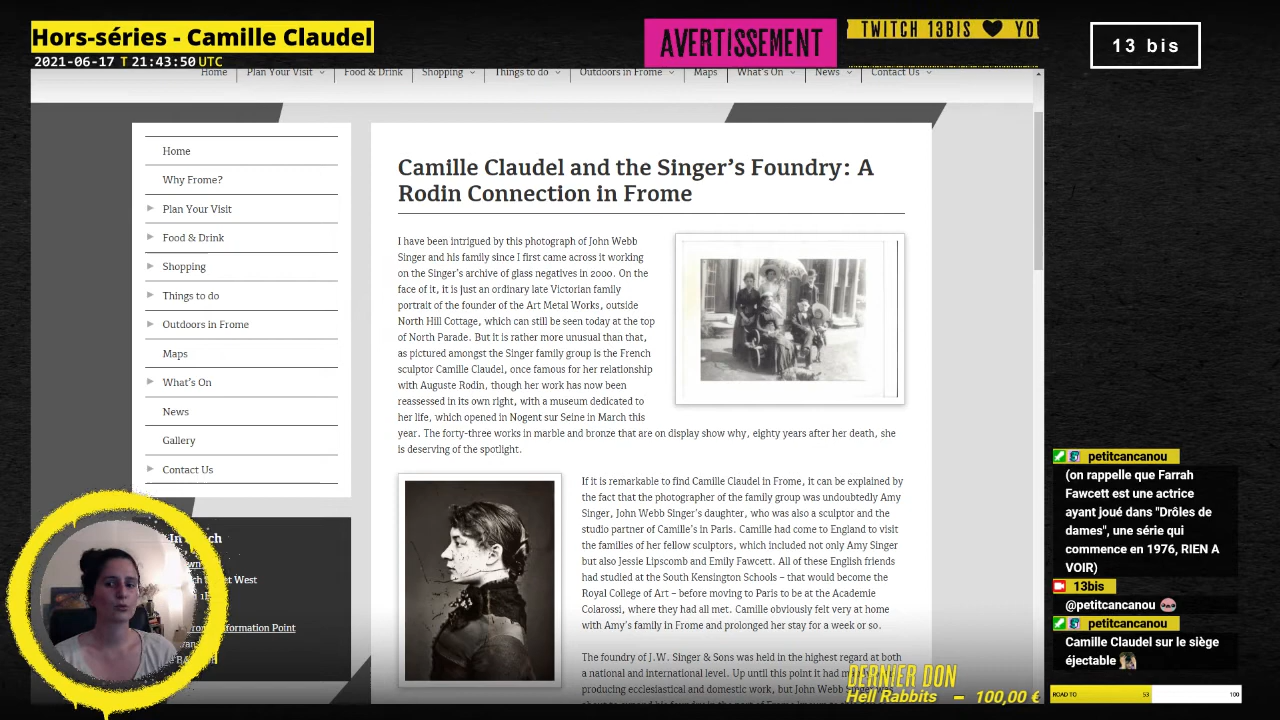 Hors-séries - Camille Claudel
2021-06-17 T 21:43:50 UTC
AVERTISSEMENT
TWITCH 13BIS
13 bis
Home
Plan Your Visit
Food & Drink
Shopping
Things to do
Outdoors in Frome
Maps
What's On
News
Contact Us
Home
Why Frome?
Plan Your Visit
Food & Drink
Shopping
Things to do
Outdoors in Frome
Maps
What's On
News
Gallery
Contact Us
Camille Claudel and the Singer's Foundry: A
Rodin Connection in Frome
I have been intrigued by this photograph of John Webb
Singer and his family since I first came across it working
on the Singer's archive of glass negatives in 2000. On the
face of it, it is just an ordinary late Victorian family
portrait of the founder of the Art Metal Works, outside
North Hill Cottage, which can still be seen today at the top
of North Parade. But it is rather more unusual than that,
as pictured amongst the Singer family group is the French
sculptor Camille Claudel, once famous for her relationship
with Auguste Rodin, though her work has now been
reassessed in its own right, with a museum dedicated to
her life, which opened in Nogent sur Seine in March this
year. The forty-three works in marble and bronze that are on display show why, eighty years after her death, she
is deserving of the spotlight.
If it is remarkable to find Camille Claudel in Frome, it can be explained by
the fact that the photographer of the family group was undoubtedly Amy
Singer, John Webb Singer's daughter, who was also a sculptor and the
studio partner of Camille's in Paris. Camille had come to England to visit
the families of her fellow sculptors, which included not only Amy Singer
but also Jessie Lipscomb and Emily Fawcett. All of these English friends
had studied at the South Kensington Schools – that would become the
Royal College of Art – before moving to Paris to be at the Academie
Colarossi, where they had all met. Camille obviously felt very at home
with Amy's family in Frome and prolonged her stay for a week or so.
The foundry of J.W. Singer & Sons was held in the highest regard at both
a national and international level. Up until this point it had
producing ecclesiastical and domestic work, but John Webb
West
formation Point
DERNIER DON
Hell Rabbits – 100,00 €
petitcancanou
(on rappelle que Farrah
Fawcett est une actrice
ayant joué dans "Drôles de
dames", une série qui
commence en 1976, RIEN A
VOIR)
13bis
@petitcancanou
petitcancanou
Camille Claudel sur le siège
éjectable
ROAD TO
53
100